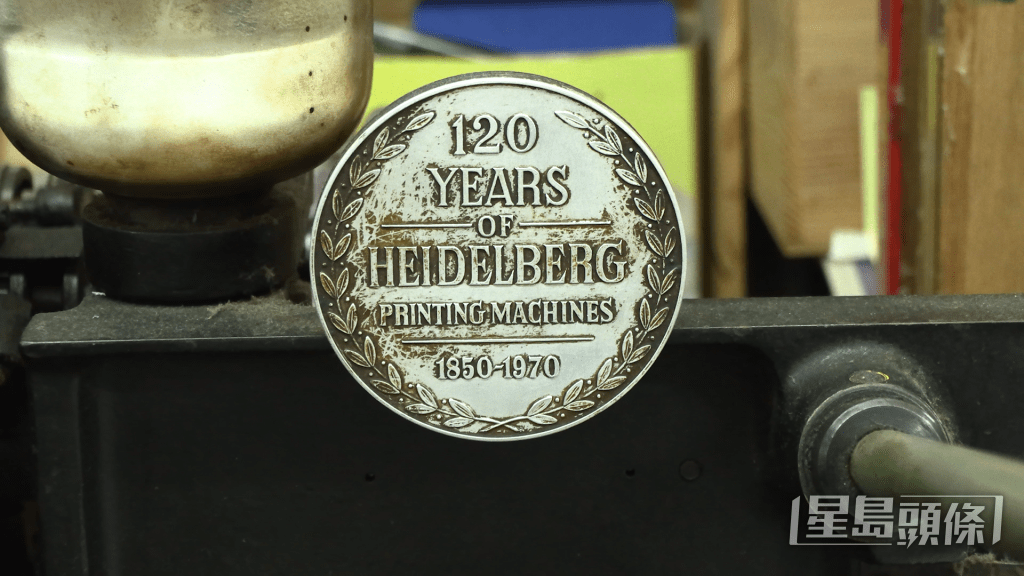 120
YEARS
OF
HEIDELBERG
PRINTING MACHINES
1850-1970
星島頭條